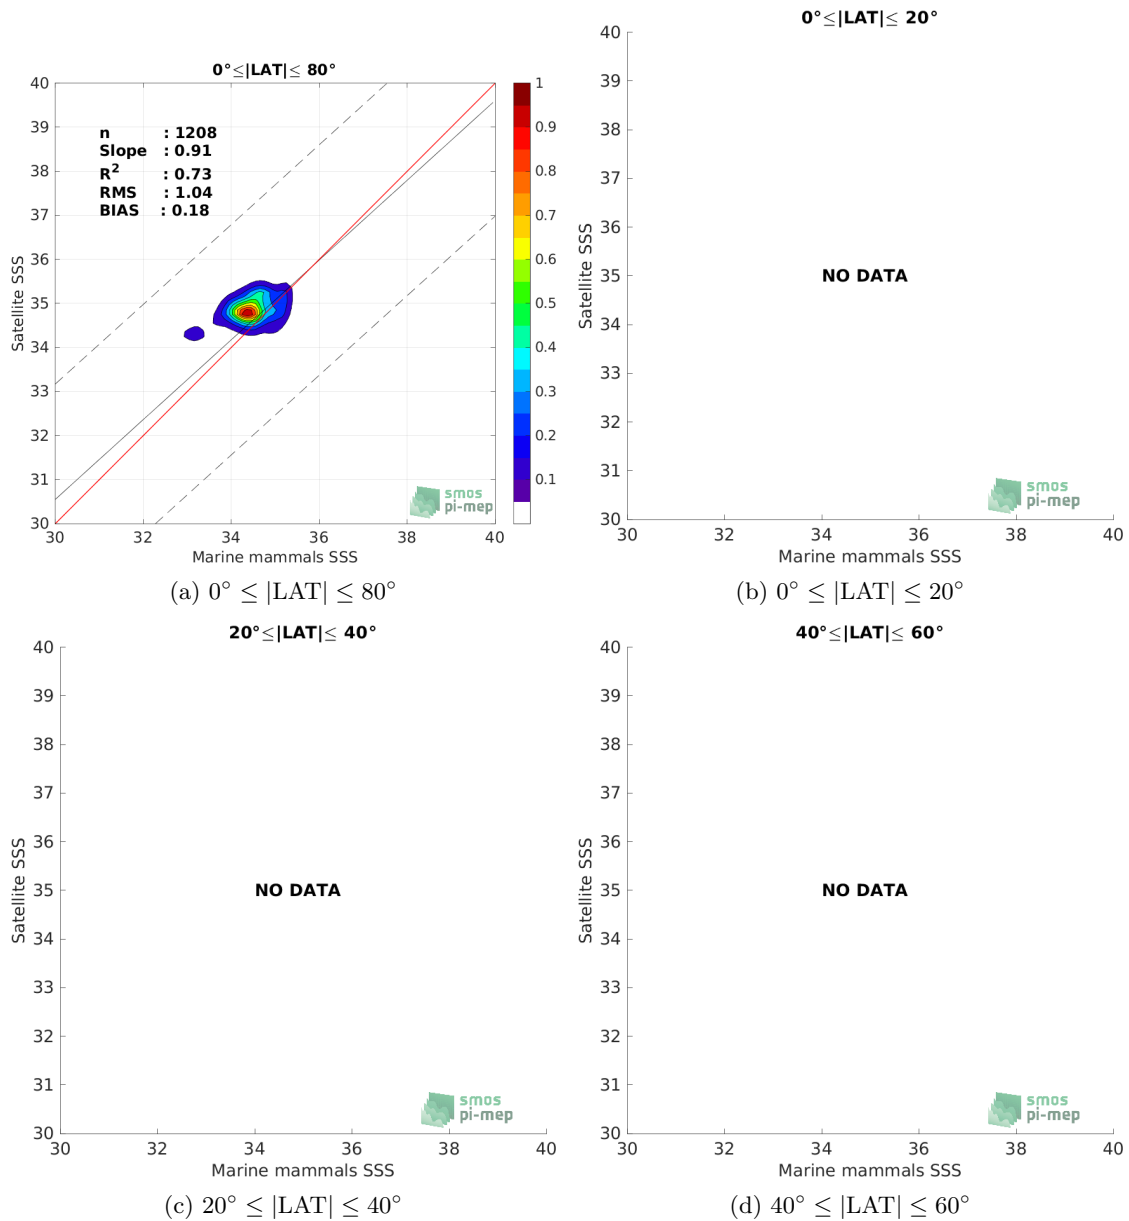 0°≤|LAT|≤ 80°
n : 1208
Slope : 0.91
R² : 0.73
RMS : 1.04
BIAS : 0.18
40
39
38
37
36
35
34
33
32
31
30
Satellite SSS
30 32 34 36 38 40
Marine mammals SSS
1
0.9
0.8
0.7
0.6
0.5
0.4
0.3
0.2
0.1
smos
pi-mep
(a) 0° ≤ |LAT| ≤ 80°
0°≤|LAT|≤ 20°
40
39
38
37
36
35
34
33
32
31
30
Satellite SSS
NO DATA
smos
pi-mep
30 32 34 36 38 40
Marine mammals SSS
(b) 0° ≤ |LAT| ≤ 20°
20°≤|LAT|≤ 40°
40
39
38
37
36
35
34
33
32
31
30
Satellite SSS
NO DATA
smos
pi-mep
30 32 34 36 38 40
Marine mammals SSS
(c) 20° ≤ |LAT| ≤ 40°
40°≤|LAT|≤ 60°
40
39
38
37
36
35
34
33
32
31
30
Satellite SSS
NO DATA
smos
pi-mep
30 32 34 36 38 40
Marine mammals SSS
(d) 40° ≤ |LAT| ≤ 60°